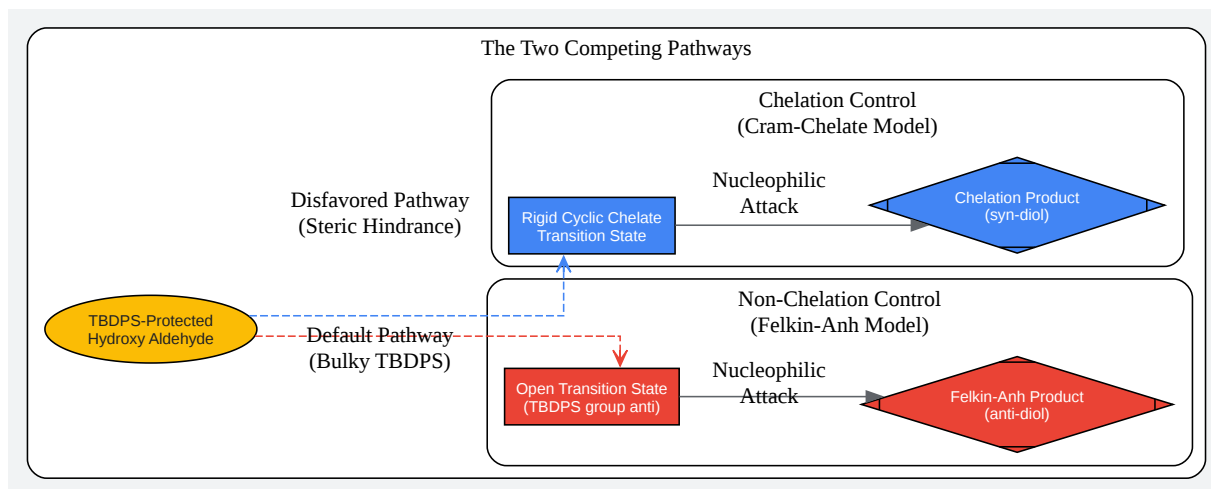 The Two Competing Pathways
Chelation Control
(Cram-Chelate Model)
Disfavored Pathway
(Steric Hindrance)
Rigid Cyclic Chelate
Transition State
Nucleophilic
Attack
Chelation Product
(syn-diol)
TBDPS-Protected
Hydroxy Aldehyde
Default Pathway
(Bulky TBDPS)
Non-Chelation Control
(Felkin-Anh Model)
Open Transition State
(TBDPS group anti)
Nucleophilic
Attack
Felkin-Anh Product
(anti-diol)